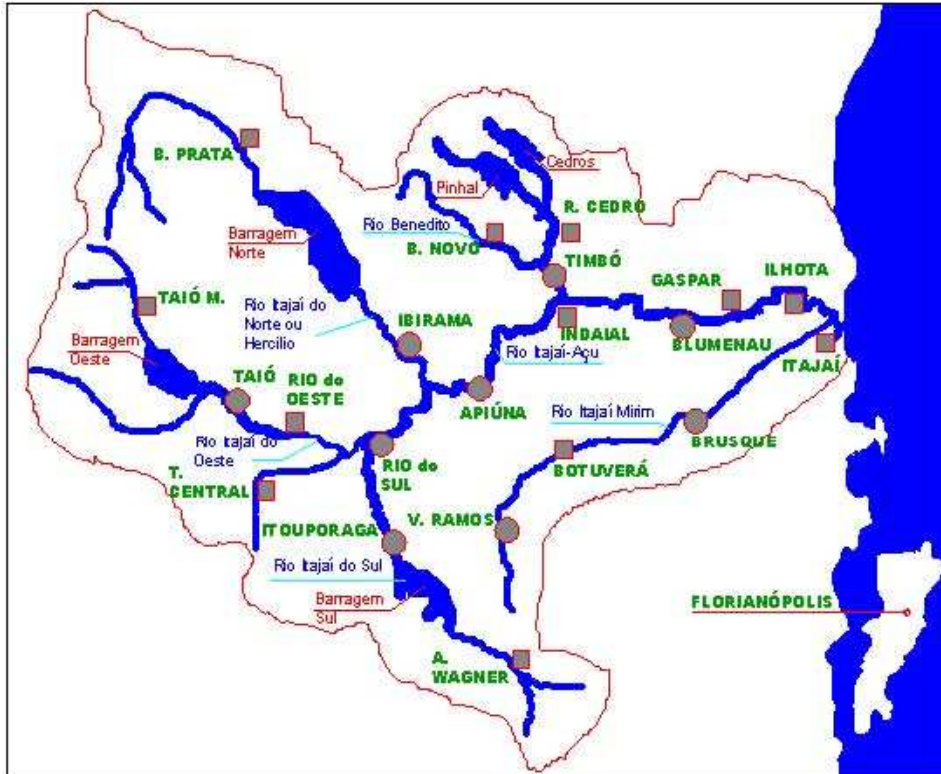 B. PRATA
Cedros
Pinhal
R. CEDRO
Rio Benedito
B. NOVO
Barragem
Norte
TIMBÓ
GASPAR
ILHOTA
TAIÓ M.
Rio Itajaí do
Norte ou
Hercilio
IBIRAMA
INDAIAL
BLUMENAU
ITAJAÍ
Barragem
Oeste
Rio Itajaí-Açu
TAIÓ
RIO do
OESTE
APIÚNA
Rio Itajaí Mirim
BRUSQUE
Rio Itajaí do
Oeste
RIO do
SUL
BOTUVERÁ
T.
CENTRAL
V. RAMOS
ITOUPORAGA
Rio Itajaí do Sul
Barragem
Sul
FLORIANÓPOLIS
A.
WAGNER